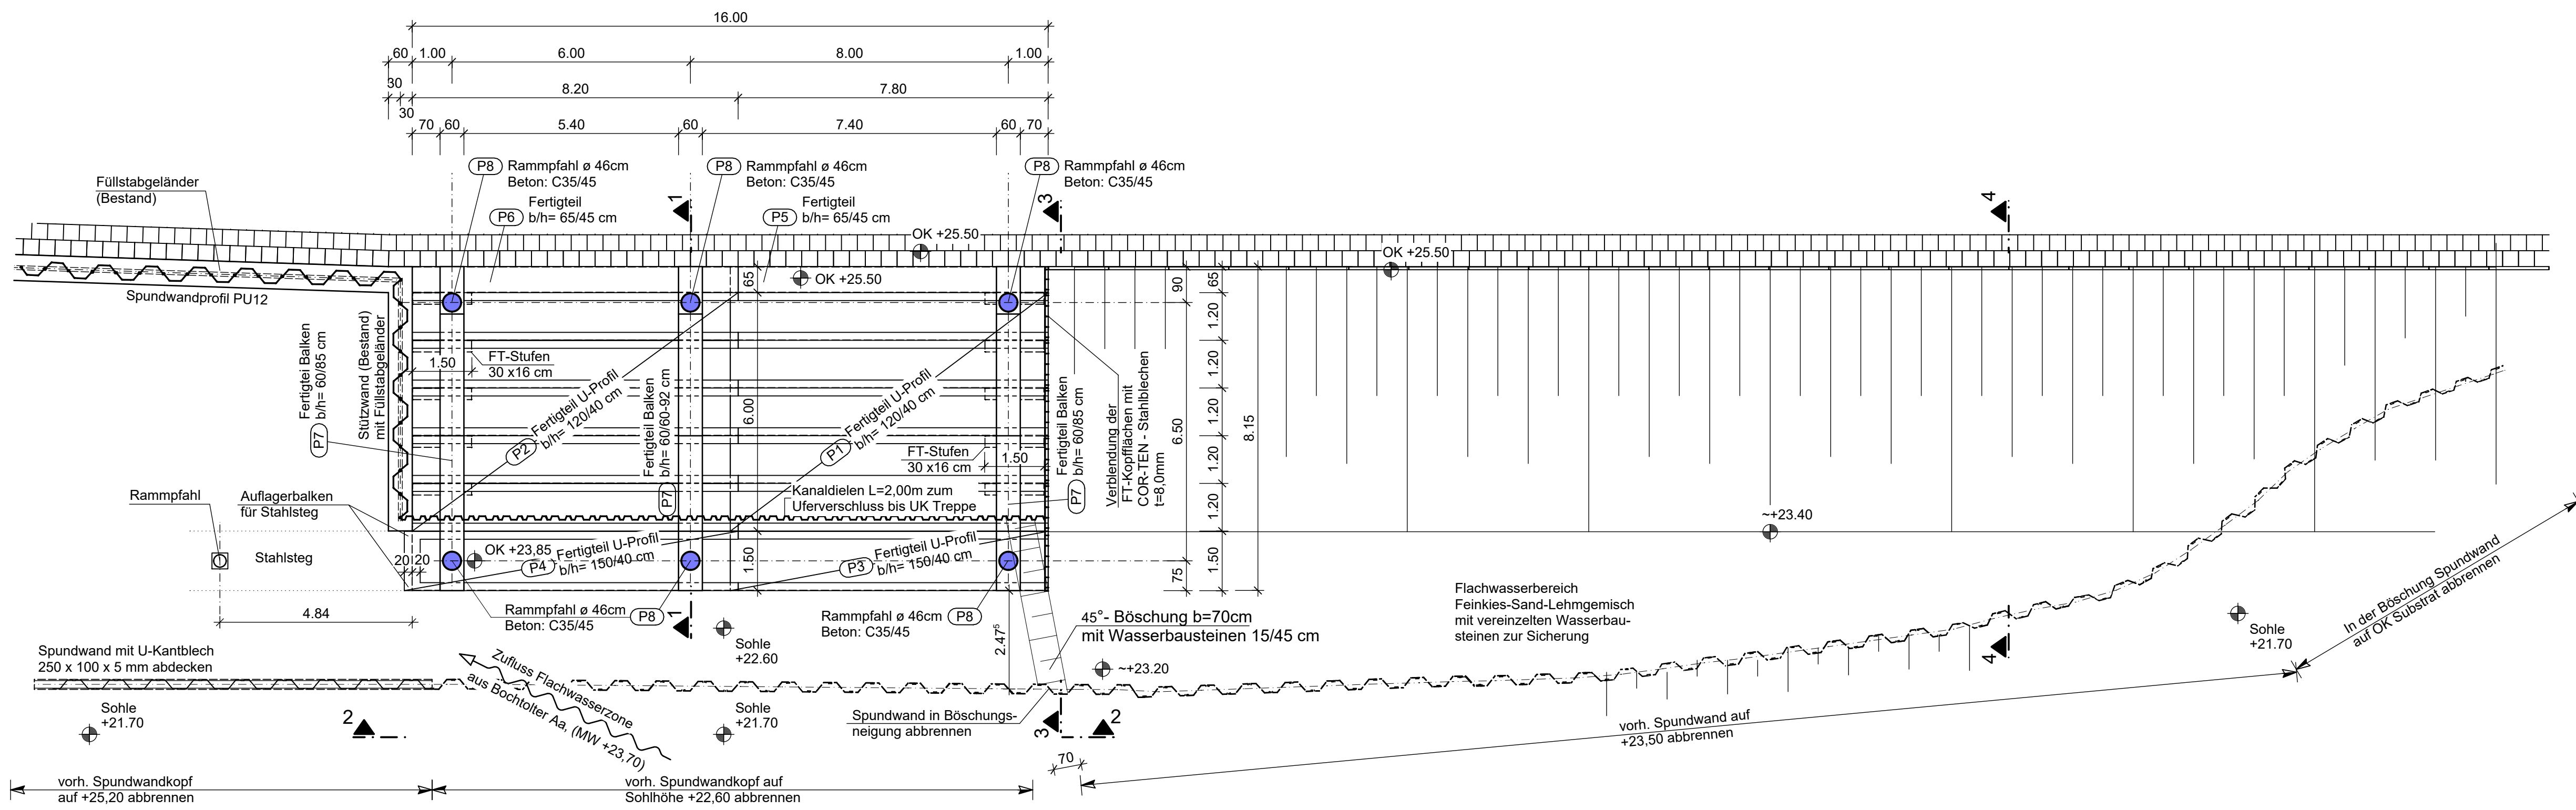 16.00
60 1.00 6.00 8.00 1.00
30
8.20 7.80
30
70 60 5.40 60 7.40 60 70
P8 Rammpfahl ø 46cm
Beton: C35/45
P8 Rammpfahl ø 46cm
Beton: C35/45
P8 Rammpfahl ø 46cm
Beton: C35/45
Füllstabgeländer
(Bestand)
P6 Fertigteil
b/h= 65/45 cm
1
P5 Fertigteil
b/h= 65/45 cm
3
4
OK +25.50
OK +25.50
OK +25.50
Spundwandprofil PU12
65
90
65
1.20
1.20
1.20
1.20
1.20
1.50
6.00
6.50
8.15
1.50
75
Fertigtei Balken
b/h= 60/85 cm
P7
Stützwand (Bestand)
mit Füllstabgeländer
1.50
FT-Stufen
30 x16 cm
P2 Fertigteil U-Profil
b/h= 120/40 cm
Fertigteil Balken
b/h= 60/60-92 cm
P7
P1 Fertigteil U-Profil
b/h= 120/40 cm
FT-Stufen
30 x16 cm
1.50
Fertigteil Balken
b/h= 60/85 cm
P7
Verblendung der
FT-Kopfflächen mit
COR-TEN - Stahlblechen
t=8,0mm
Kanaldielen L=2,00m zum
Uferverschluss bis UK Treppe
Rammpfahl
Auflagerbalken
für Stahlsteg
Stahlsteg
20 20
OK +23,85
P4 Fertigteil U-Profil
b/h= 150/40 cm
P3 Fertigteil U-Profil
b/h= 150/40 cm
~+23.40
4.84
Rammpfahl ø 46cm P8
Beton: C35/45
1
Rammpfahl ø 46cm P8
Beton: C35/45
2.47⁵
45°- Böschung b=70cm
mit Wasserbausteinen 15/45 cm
Flachwasserbereich
Feinkies-Sand-Lehmgemisch
mit vereinzelten Wasserbau-
steinen zur Sicherung
In der Böschung Spundwand
auf OK Substrat abbrennen
Sohle
+21.70
4
Sohle
+22.60
~+23.20
Spundwand mit U-Kantblech
250 x 100 x 5 mm abdecken
Zufluss Flachwasserzone
aus Bochtolter Aa, (MW +23,70)
Sohle
+21.70
2
Sohle
+21.70
Spundwand in Böschungs-
neigung abbrennen
3
2
70
vorh. Spundwand auf
+23,50 abbrennen
vorh. Spundwandkopf
auf +25,20 abbrennen
vorh. Spundwandkopf auf
Sohlhöhe +22,60 abbrennen